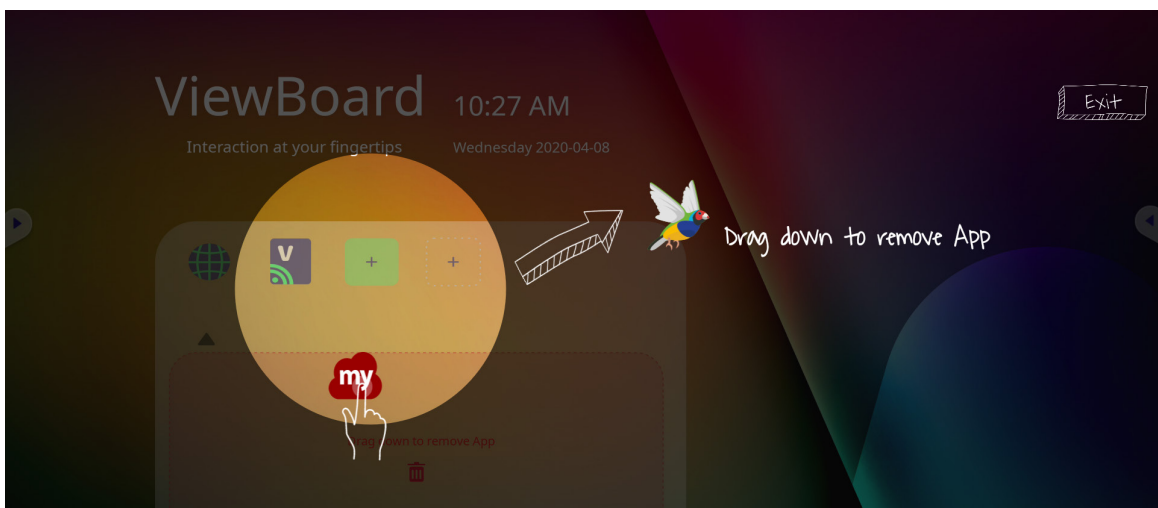 ViewBoard 10:27 AM
Exit
Interaction at your fingertips Wednesday 2020-04-08
Drag down to remove App
V
+ +
my
Drag down to remove App